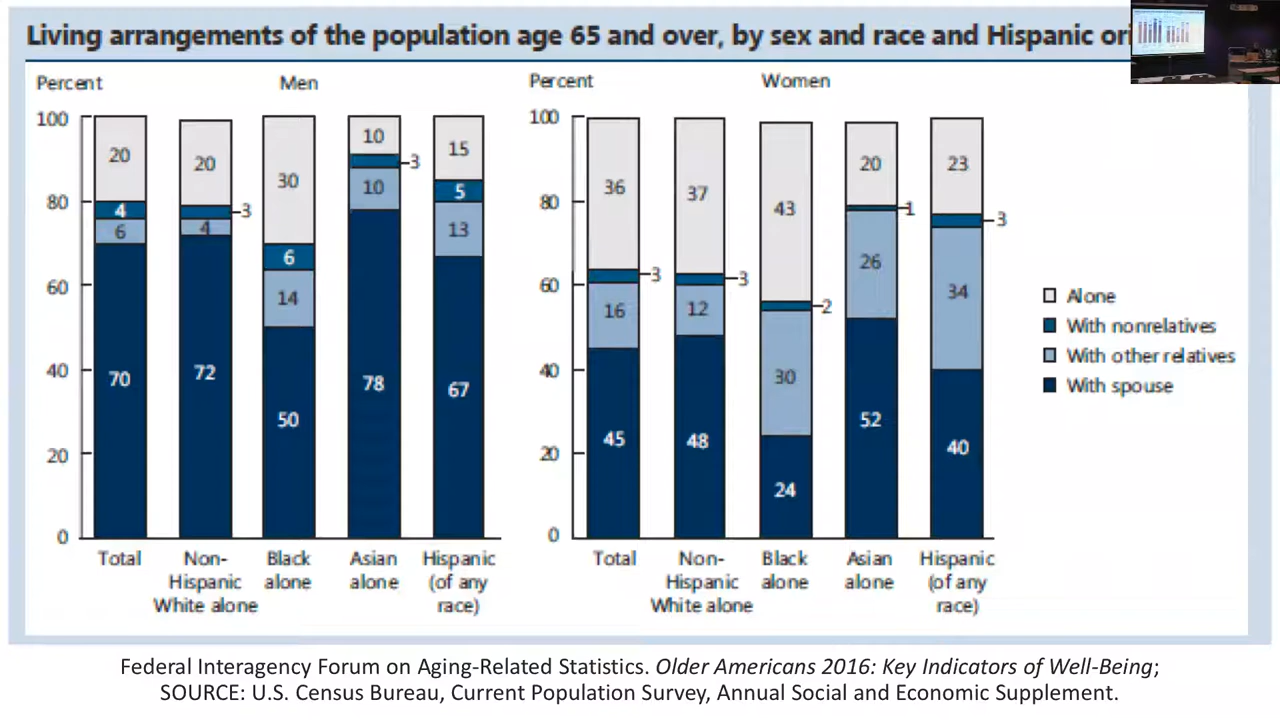 Living arrangements of the population age 65 and over, by sex and race and Hispanic ori
Percent
Men
100
80
60
40
20
0
20
4
6
70
Total
20
3
4
72
Non-
Hispanic
White alone
30
6
14
50
Black
alone
10
3
10
78
Asian
alone
15
5
13
67
Hispanic
(of any
race)
Percent
Women
100
80
60
40
20
0
36
3
16
45
Total
37
3
12
48
Non-
Hispanic
White alone
43
2
30
24
Black
alone
20
1
26
52
Asian
alone
23
3
34
40
Hispanic
(of any
race)
Alone
With nonrelatives
With other relatives
With spouse
Federal Interagency Forum on Aging-Related Statistics. Older Americans 2016: Key Indicators of Well-Being;
SOURCE: U.S. Census Bureau, Current Population Survey, Annual Social and Economic Supplement.